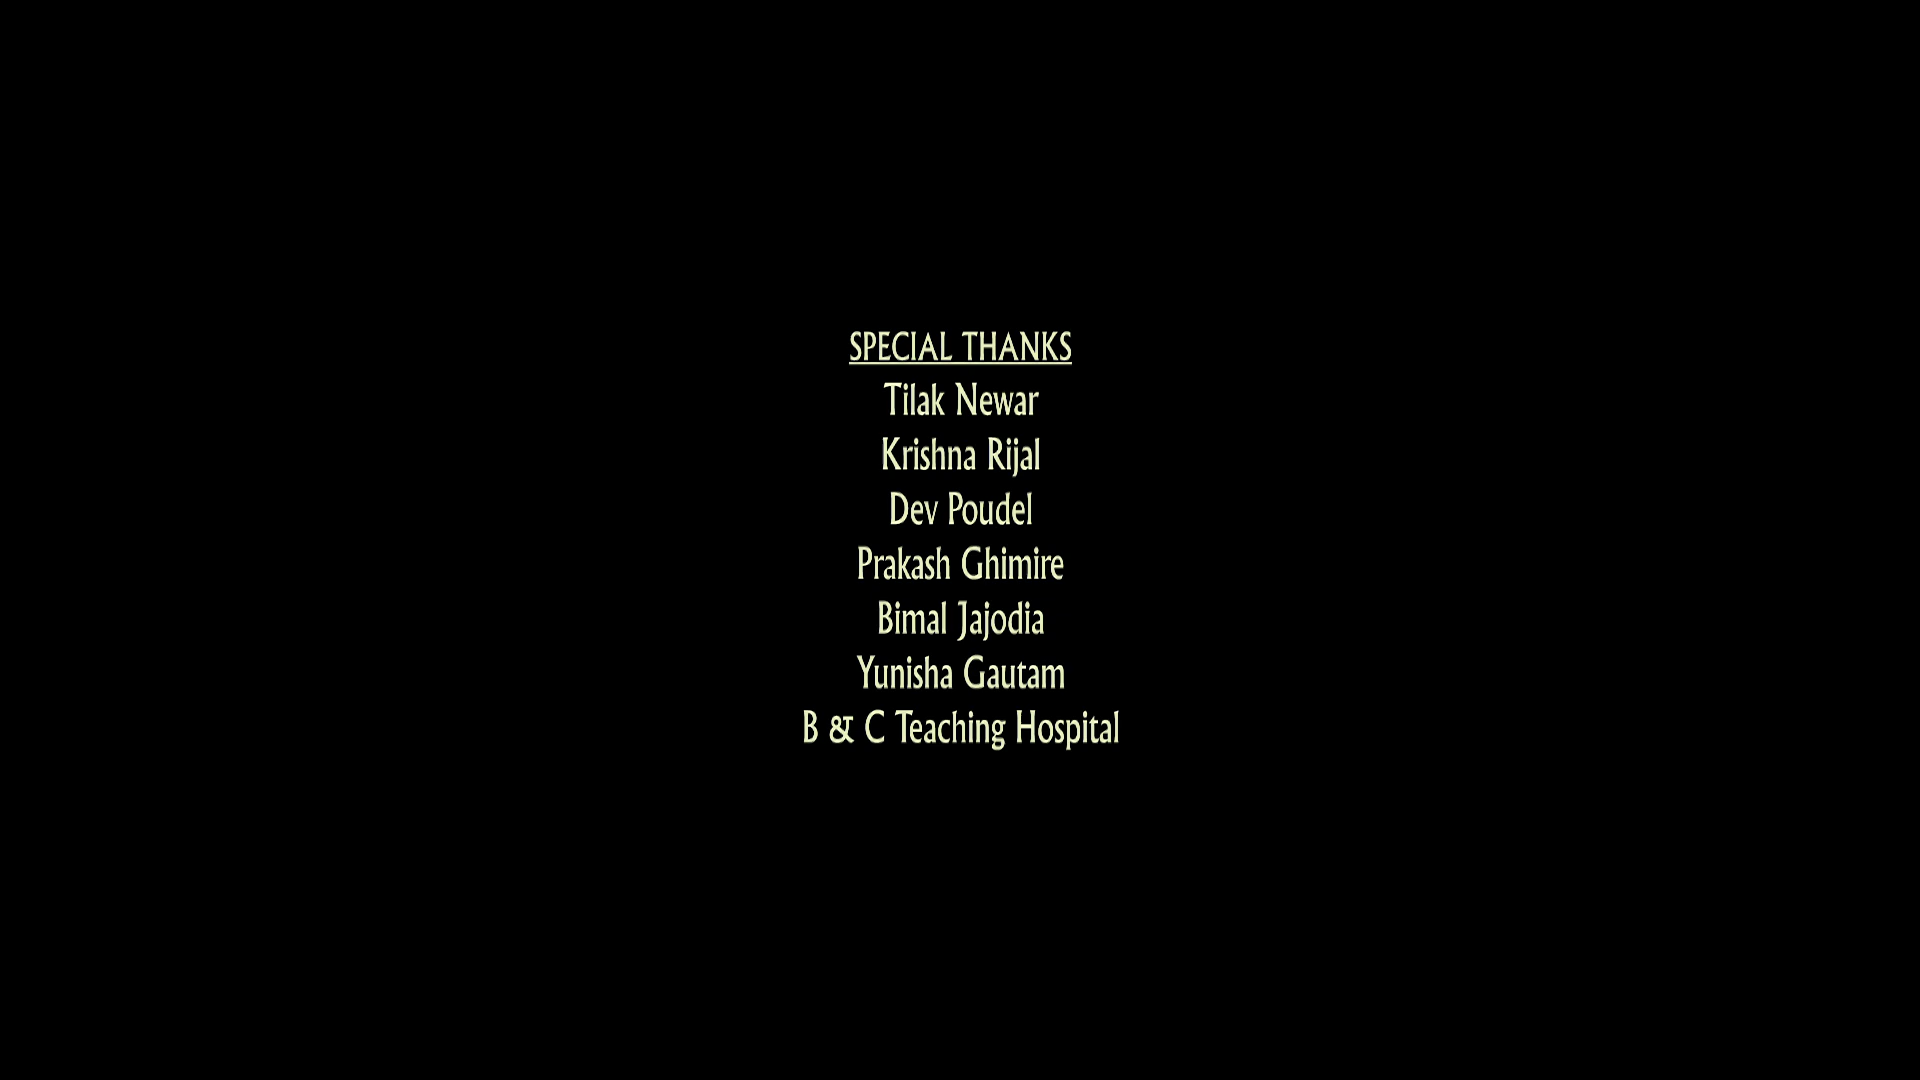 SPECIAL THANKS
Tilak Newar
Krishna Rijal
Dev Poudel
Prakash Ghimire
Bimal Jajodia
Yunisha Gautam
B & C Teaching Hospital